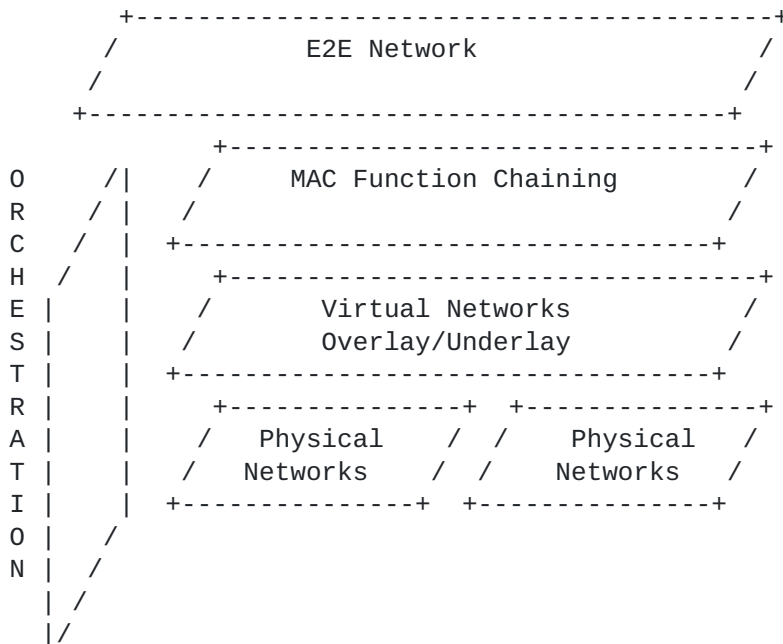 E2E Network
MAC Function Chaining
Virtual Networks
Overlay/Underlay
Physical Networks
Physical Networks
ORCHESTRATION